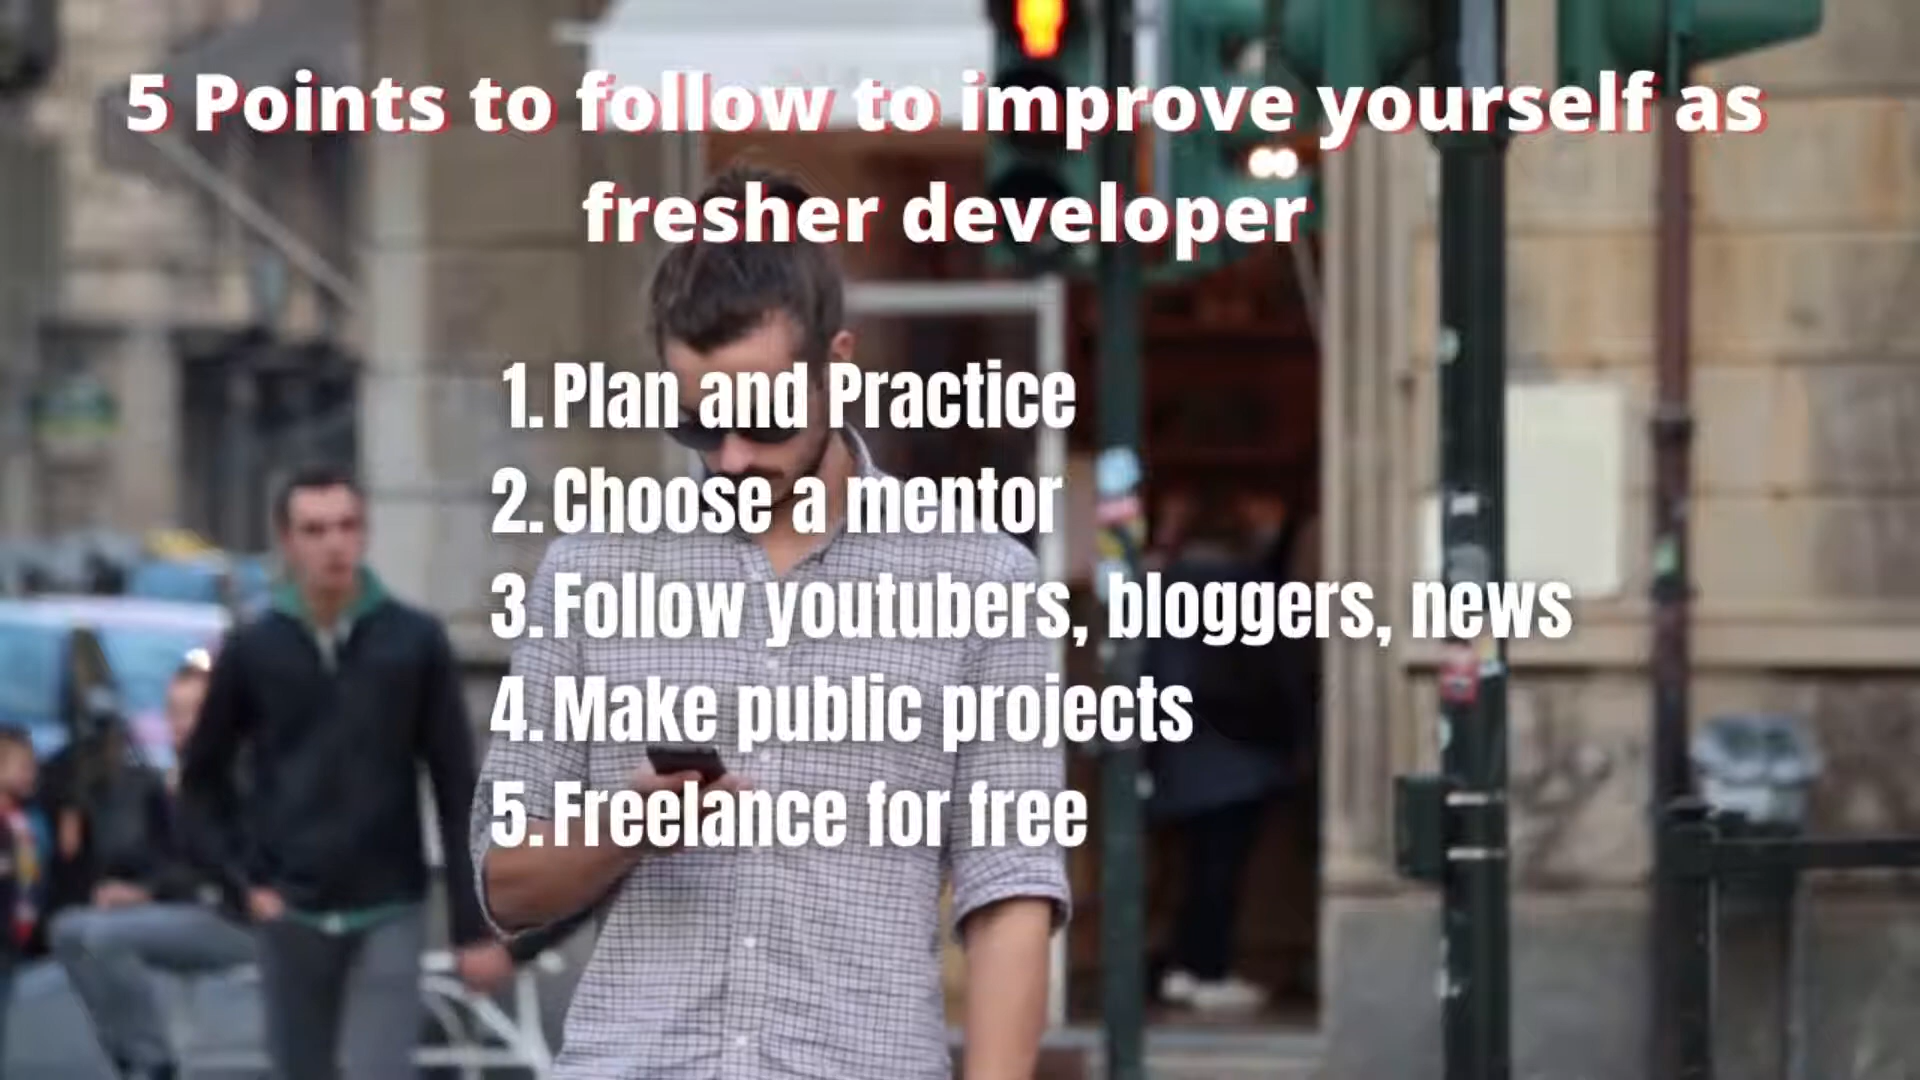 5 Points to follow to improve yourself as
fresher developer
1. Plan and Practice
2. Choose a mentor
3. Follow youtubers, bloggers, news
4. Make public projects
5. Freelance for free